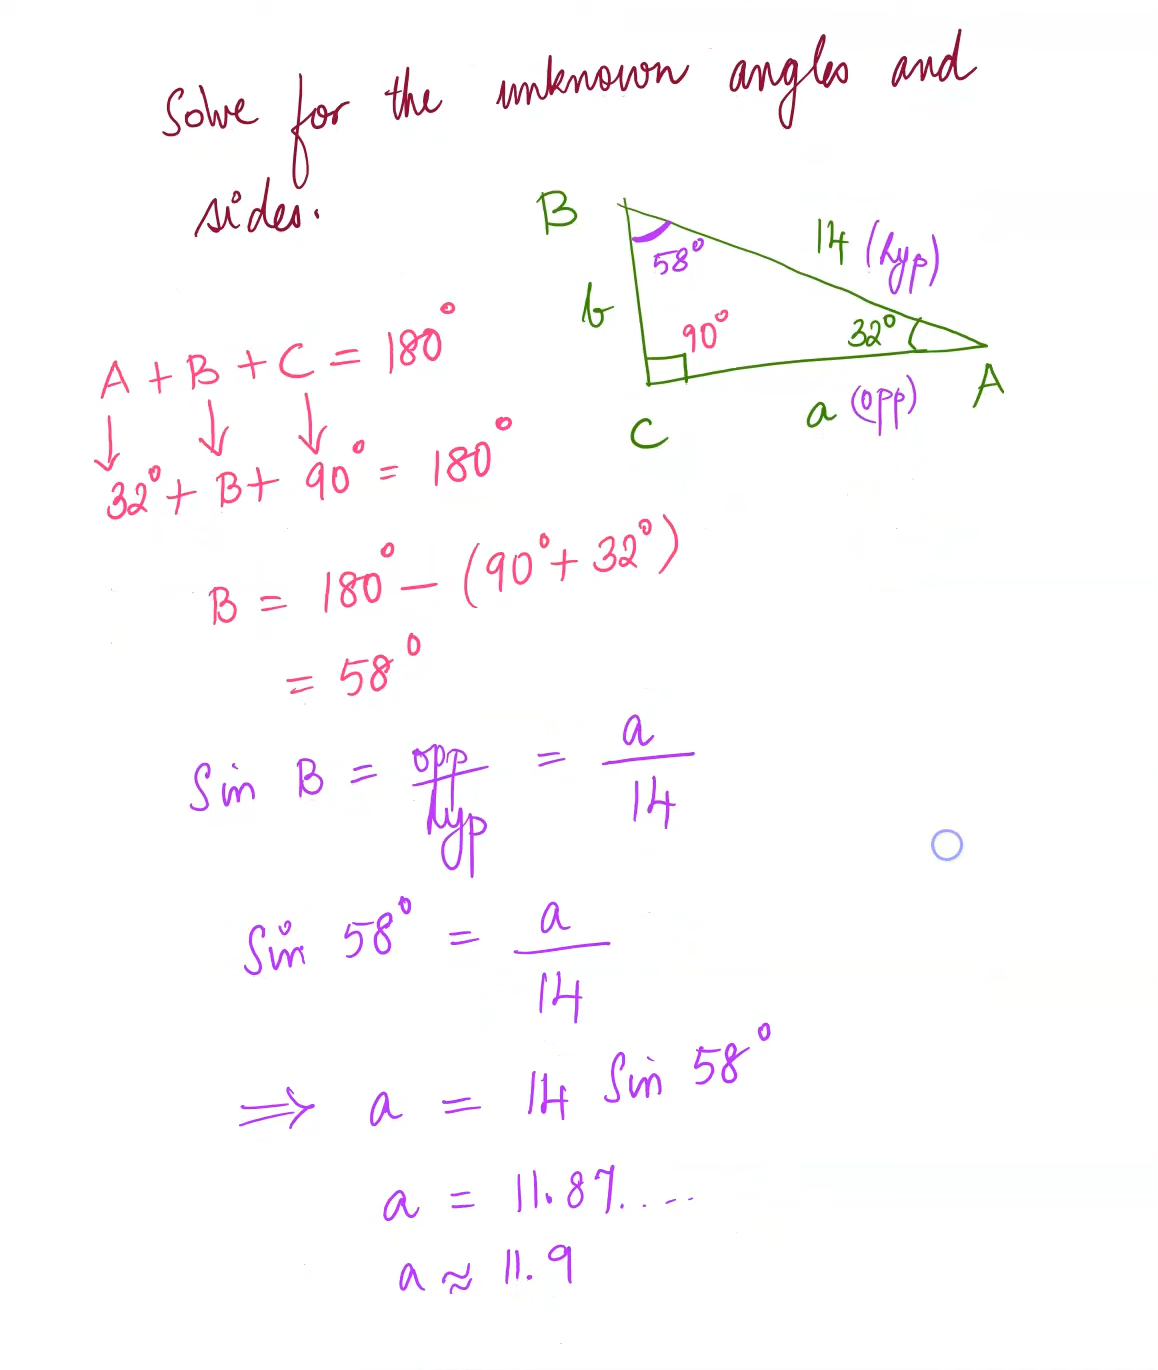 Solve for the unknown angles and
sides.
B
58°
14 (hyp)
b
90°
32°
A
a (opp)
C
A + B + C = 180°
↓ ↓ ↓
32° + B + 90° = 180°
B = 180° - (90° + 32°)
= 58°
Sin B = opp/hyp = a/14
Sin 58° = a/14
⇒ a = 14 Sin 58°
a = 11.87....
a ≈ 11.9